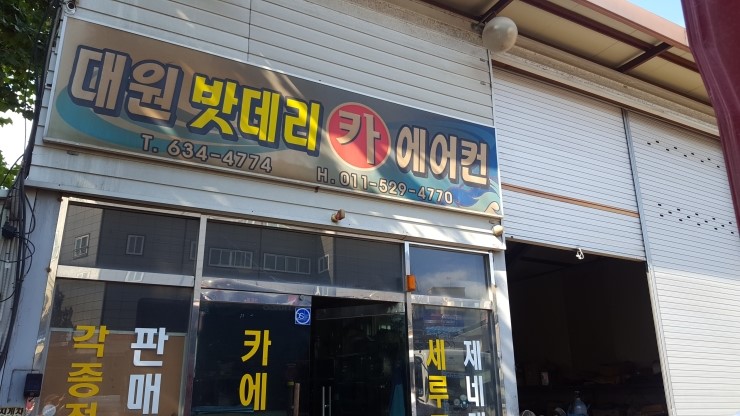 대원 밧데리 카 에어컨
T. 634-4774
H. 011-529-4770
각종
판매
카에
세루
제네